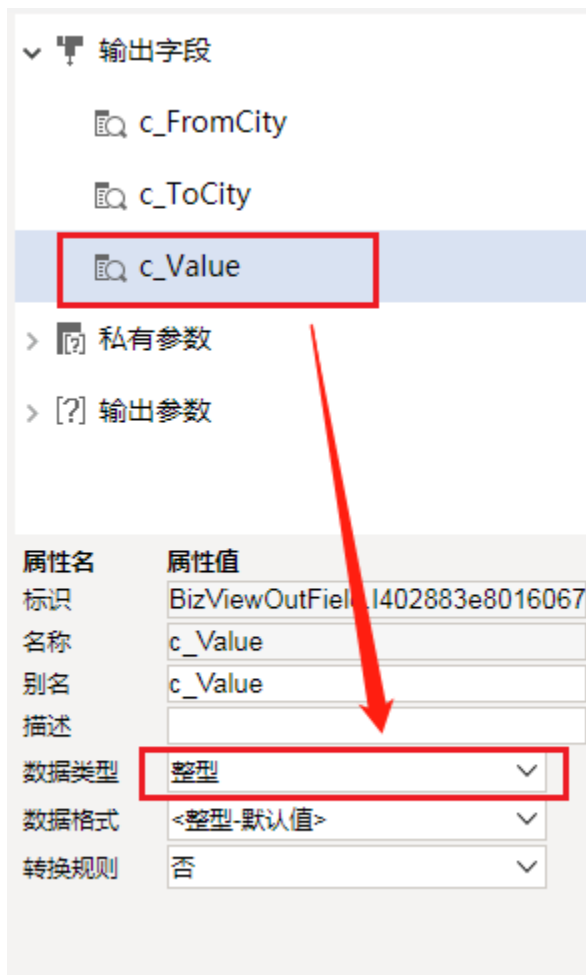 输出字段
c_FromCity
c_ToCity
c_Value
私有参数
[?] 输出参数
属性名 属性值
标识 BizViewOutField.I402883e8016067
名称 c_Value
别名 c_Value
描述
数据类型 整型
数据格式 <整型-默认值>
转换规则 否